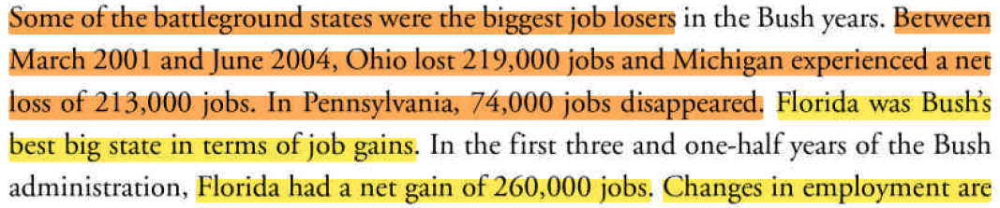 Some of the battleground states were the biggest job losers in the Bush years. Between
March 2001 and June 2004, Ohio lost 219,000 jobs and Michigan experienced a net
loss of 213,000 jobs. In Pennsylvania, 74,000 jobs disappeared. Florida was Bush's
best big state in terms of job gains. In the first three and one-half years of the Bush
administration, Florida had a net gain of 260,000 jobs. Changes in employment are